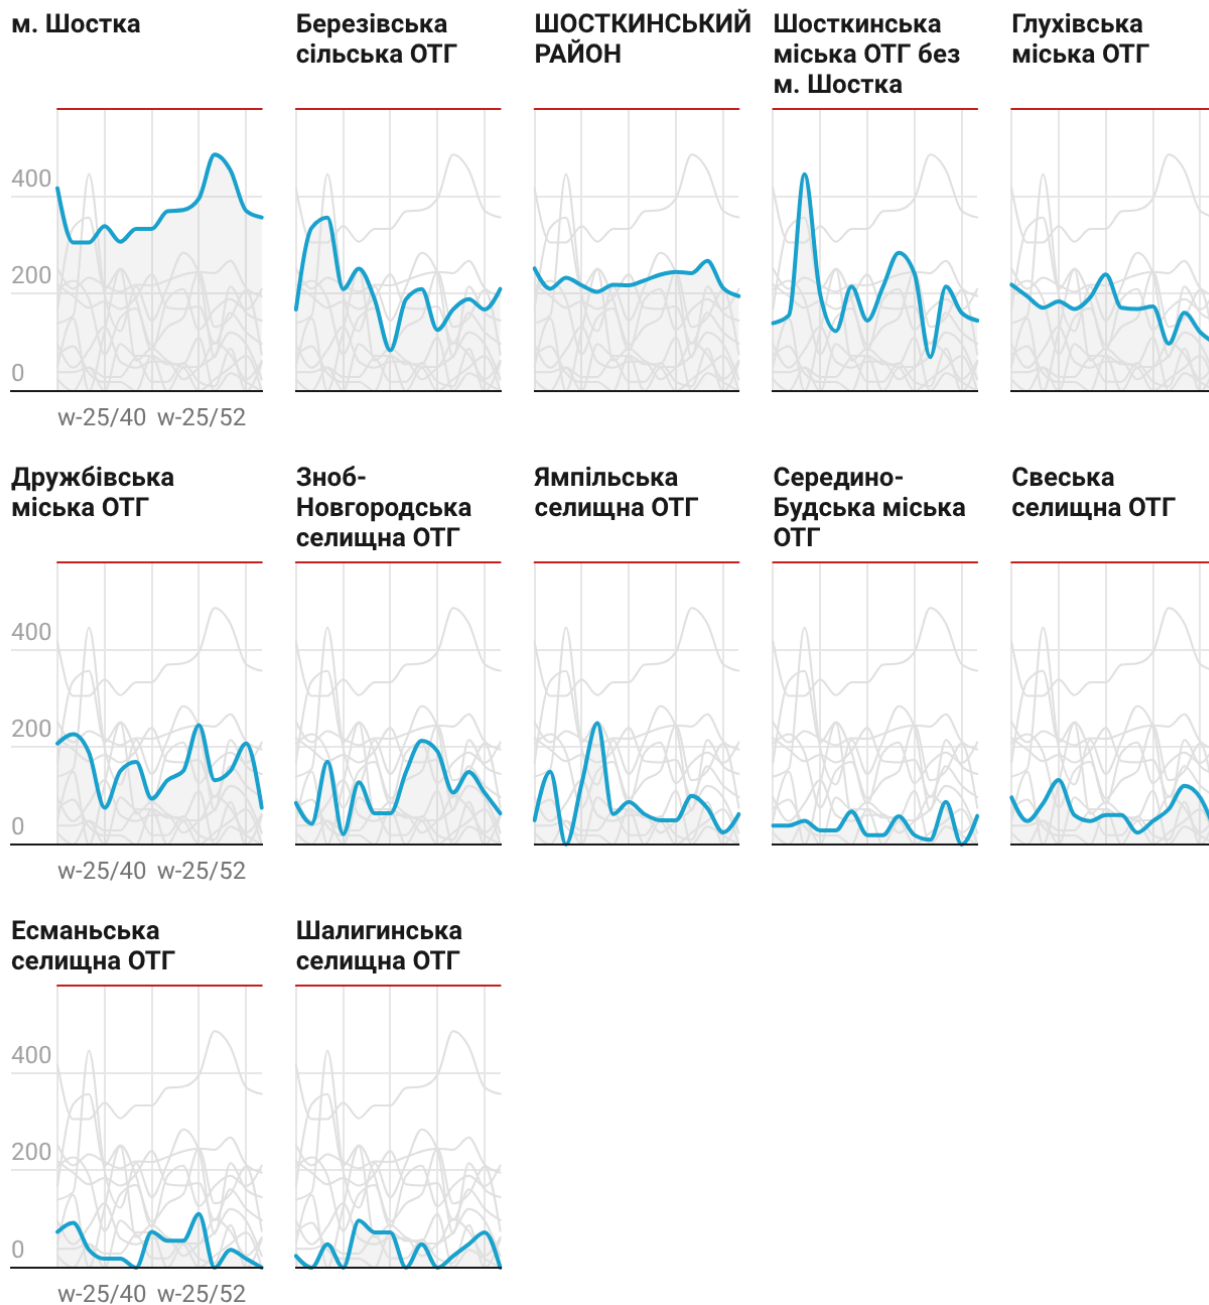 м. Шостка
Березівська
сільська ОТГ
ШОСТКИНСЬКИЙ
РАЙОН
Шосткинська
міська ОТГ без
м. Шостка
Глухівська
міська ОТГ
400
200
0
w-25/40 w-25/52
Дружбівська
міська ОТГ
Зноб-
Новгородська
селищна ОТГ
Ямпільська
селищна ОТГ
Середино-
Будська міська
ОТГ
Свеська
селищна ОТГ
400
200
0
w-25/40 w-25/52
Есманьська
селищна ОТГ
Шалигинська
селищна ОТГ
400
200
0
w-25/40 w-25/52